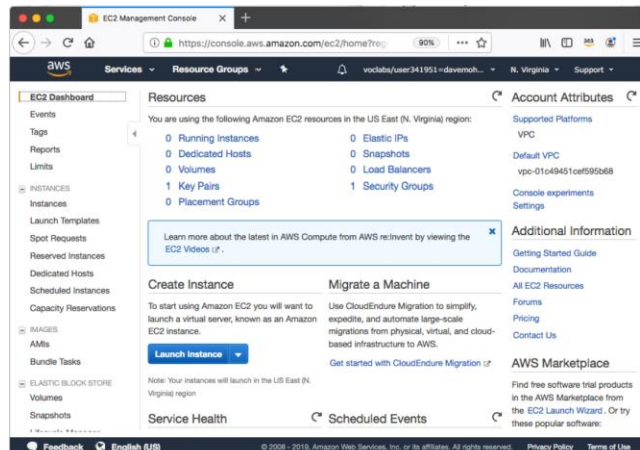 EC2 Management Console
https://console.aws.amazon.com/ec2/home?reg
90%
aws
Services
Resource Groups
voclabs/user341951=davemoh...
N. Virginia
Support
EC2 Dashboard
Events
Tags
Reports
Limits
INSTANCES
Instances
Launch Templates
Spot Requests
Reserved Instances
Dedicated Hosts
Scheduled Instances
Capacity Reservations
IMAGES
AMIs
Bundle Tasks
ELASTIC BLOCK STORE
Volumes
Snapshots
Resources
You are using the following Amazon EC2 resources in the US East (N. Virginia) region:
0 Running Instances
0 Elastic IPs
0 Dedicated Hosts
0 Snapshots
0 Volumes
0 Load Balancers
1 Key Pairs
1 Security Groups
0 Placement Groups
Learn more about the latest in AWS Compute from AWS re:Invent by viewing the
EC2 Videos.
Create Instance
To start using Amazon EC2 you will want to
launch a virtual server, known as an Amazon
EC2 instance.
Launch Instance
Note: Your instances will launch in the US East (N.
Virginia) region
Migrate a Machine
Use CloudEndure Migration to simplify,
expedite, and automate large-scale
migrations from physical, virtual, and cloud-
based infrastructure to AWS.
Get started with CloudEndure Migration
Service Health
Scheduled Events
Account Attributes
Supported Platforms
VPC
Default VPC
vpc-01c49451cef595b68
Console experiments
Settings
Additional Information
Getting Started Guide
Documentation
All EC2 Resources
Forums
Pricing
Contact Us
AWS Marketplace
Find free software trial products
in the AWS Marketplace from
the EC2 Launch Wizard. Or try
these popular software:
Feedback
English (US)
© 2008 - 2019, Amazon Web Services, Inc. or its affiliates. All rights reserved.
Privacy Policy
Terms of Use